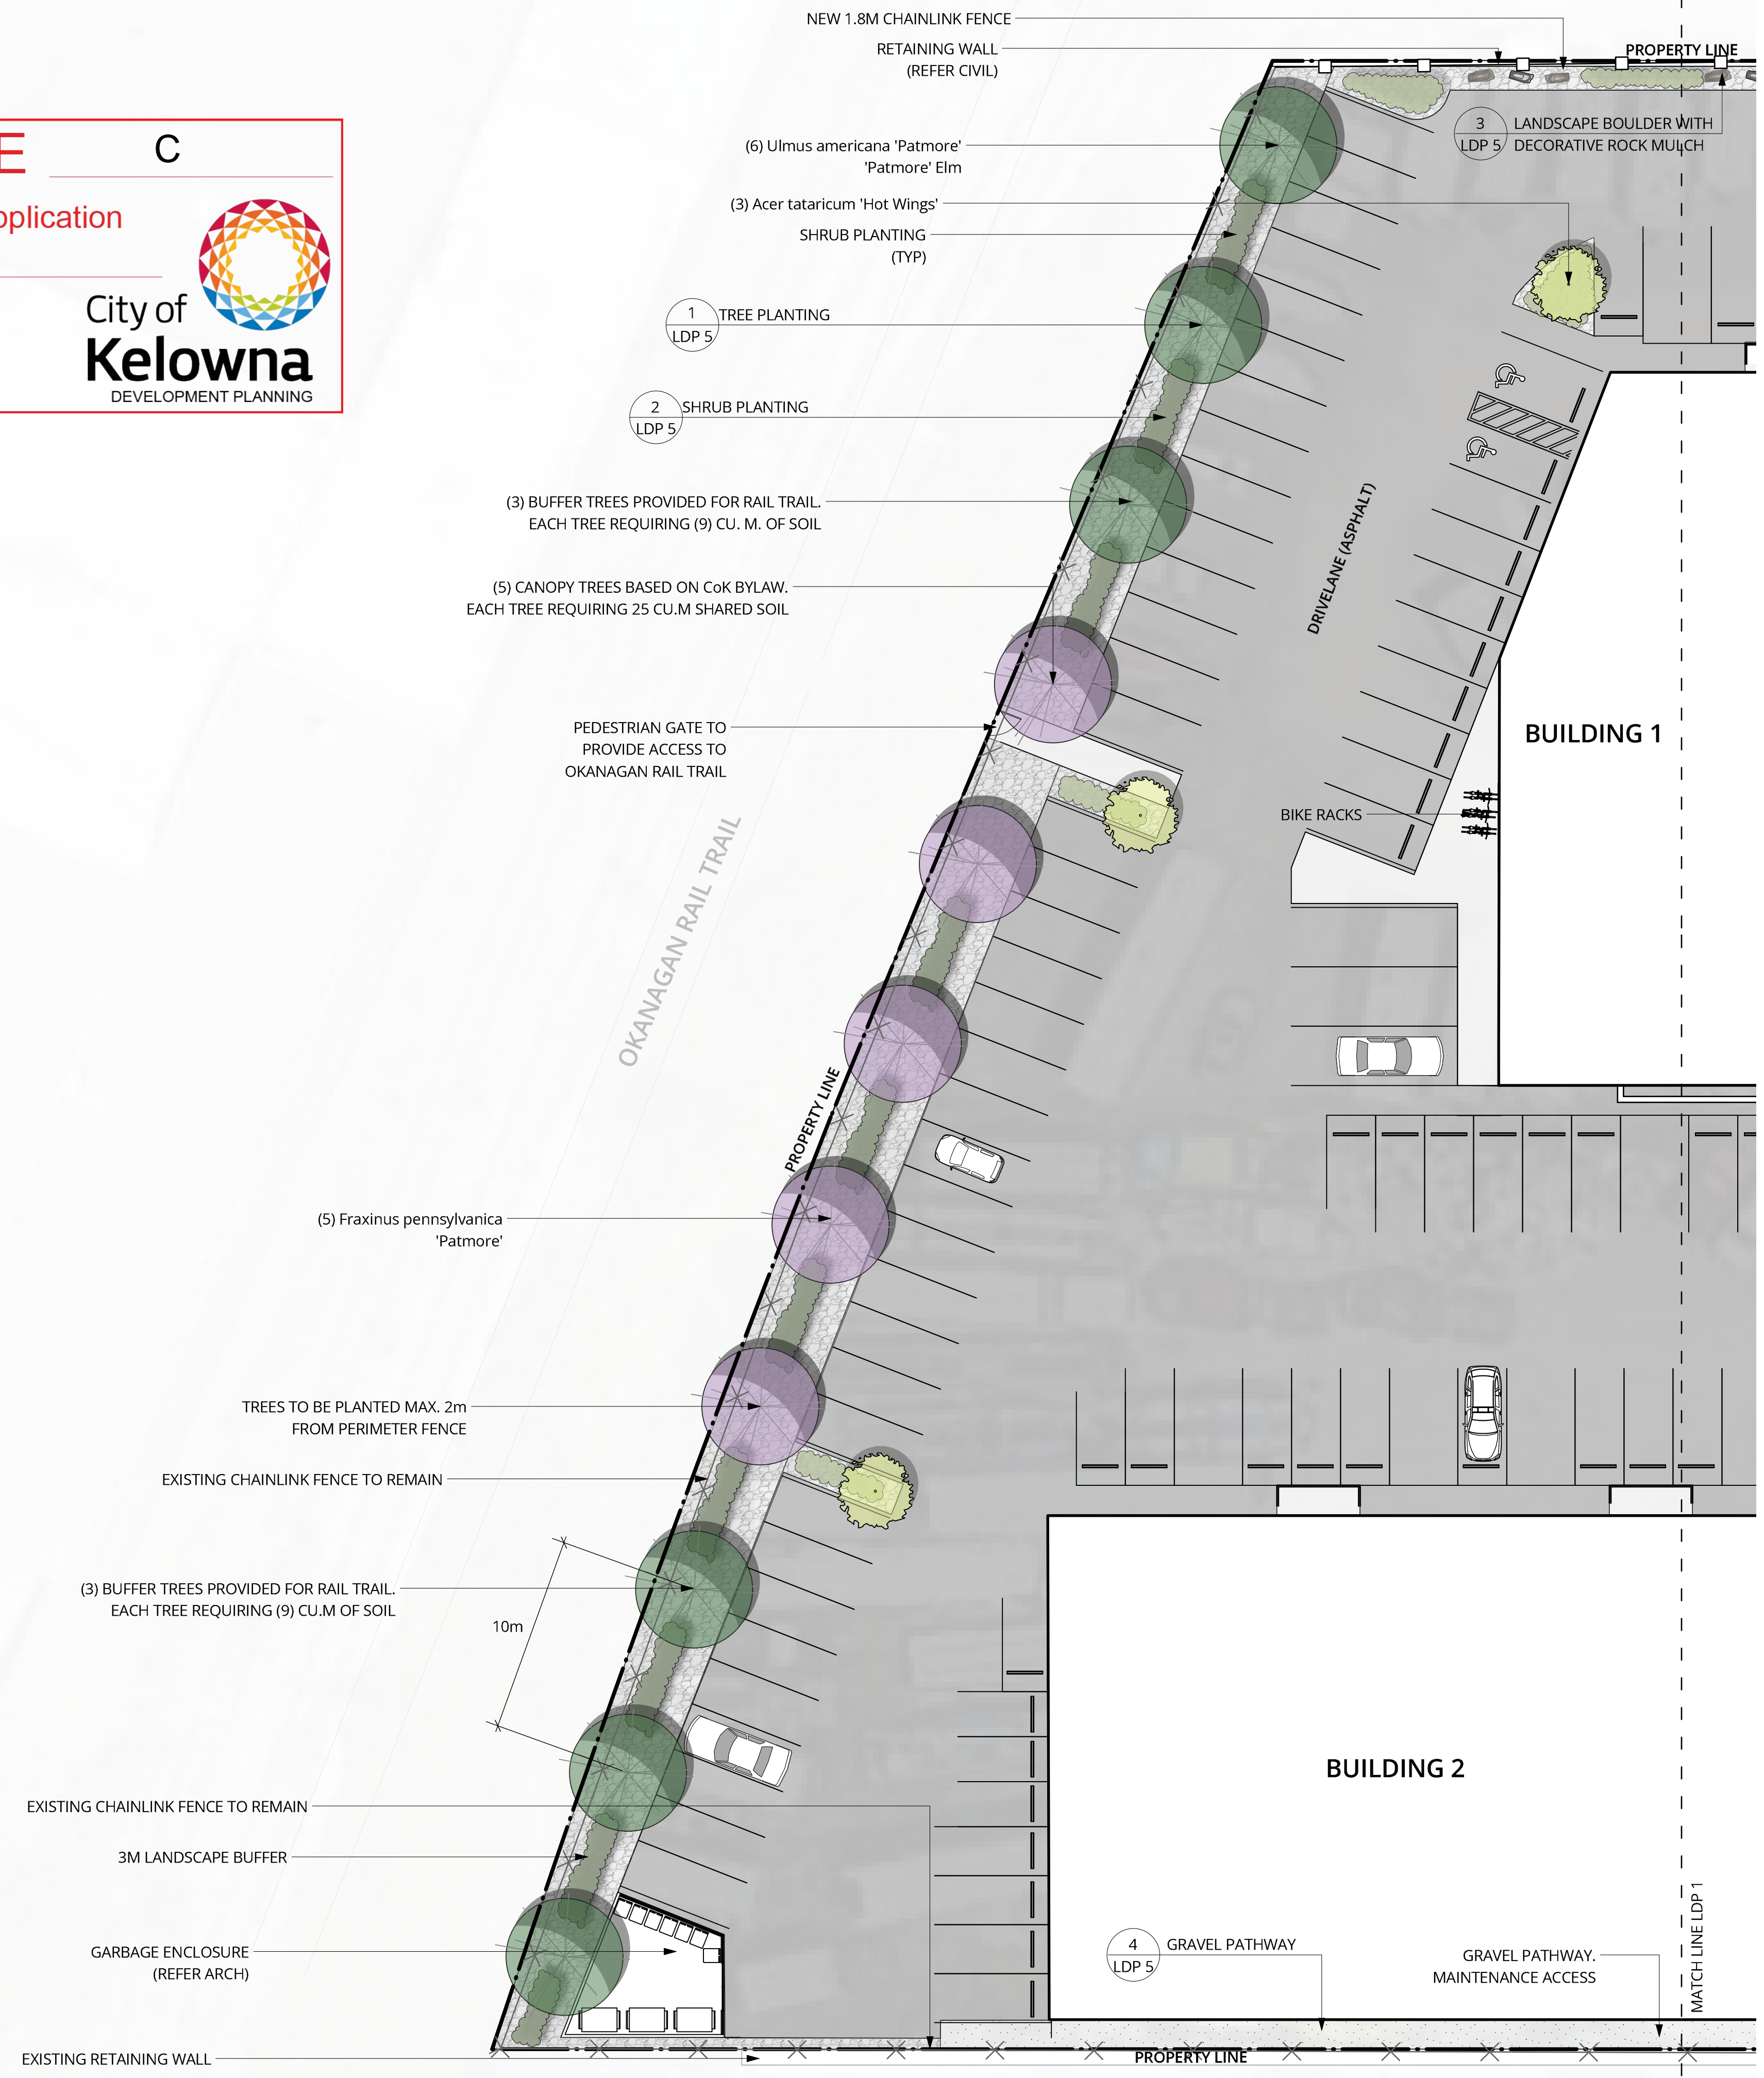 NEW 1.8M CHAINLINK FENCE
RETAINING WALL
(REFER CIVIL)
PROPERTY LINE
E
C
pplication
City of
Kelowna
DEVELOPMENT PLANNING
3
LDP 5
LANDSCAPE BOULDER WITH
DECORATIVE ROCK MULCH
(6) Ulmus americana 'Patmore'
'Patmore' Elm
(3) Acer tataricum 'Hot Wings'
SHRUB PLANTING
(TYP)
1
LDP 5
TREE PLANTING
2
LDP 5
SHRUB PLANTING
(3) BUFFER TREES PROVIDED FOR RAIL TRAIL.
EACH TREE REQUIRING (9) CU. M. OF SOIL
DRIVELANE (ASPHALT)
(5) CANOPY TREES BASED ON CoK BYLAW.
EACH TREE REQUIRING 25 CU.M SHARED SOIL
PEDESTRIAN GATE TO
PROVIDE ACCESS TO
OKANAGAN RAIL TRAIL
BUILDING 1
BIKE RACKS
OKANAGAN RAIL TRAIL
PROPERTY LINE
(5) Fraxinus pennsylvanica
'Patmore'
TREES TO BE PLANTED MAX. 2m
FROM PERIMETER FENCE
EXISTING CHAINLINK FENCE TO REMAIN
(3) BUFFER TREES PROVIDED FOR RAIL TRAIL.
EACH TREE REQUIRING (9) CU.M OF SOIL
10m
BUILDING 2
EXISTING CHAINLINK FENCE TO REMAIN
3M LANDSCAPE BUFFER
GARBAGE ENCLOSURE
(REFER ARCH)
4
LDP 5
GRAVEL PATHWAY
GRAVEL PATHWAY.
MAINTENANCE ACCESS
MATCH LINE LDP 1
EXISTING RETAINING WALL
PROPERTY LINE